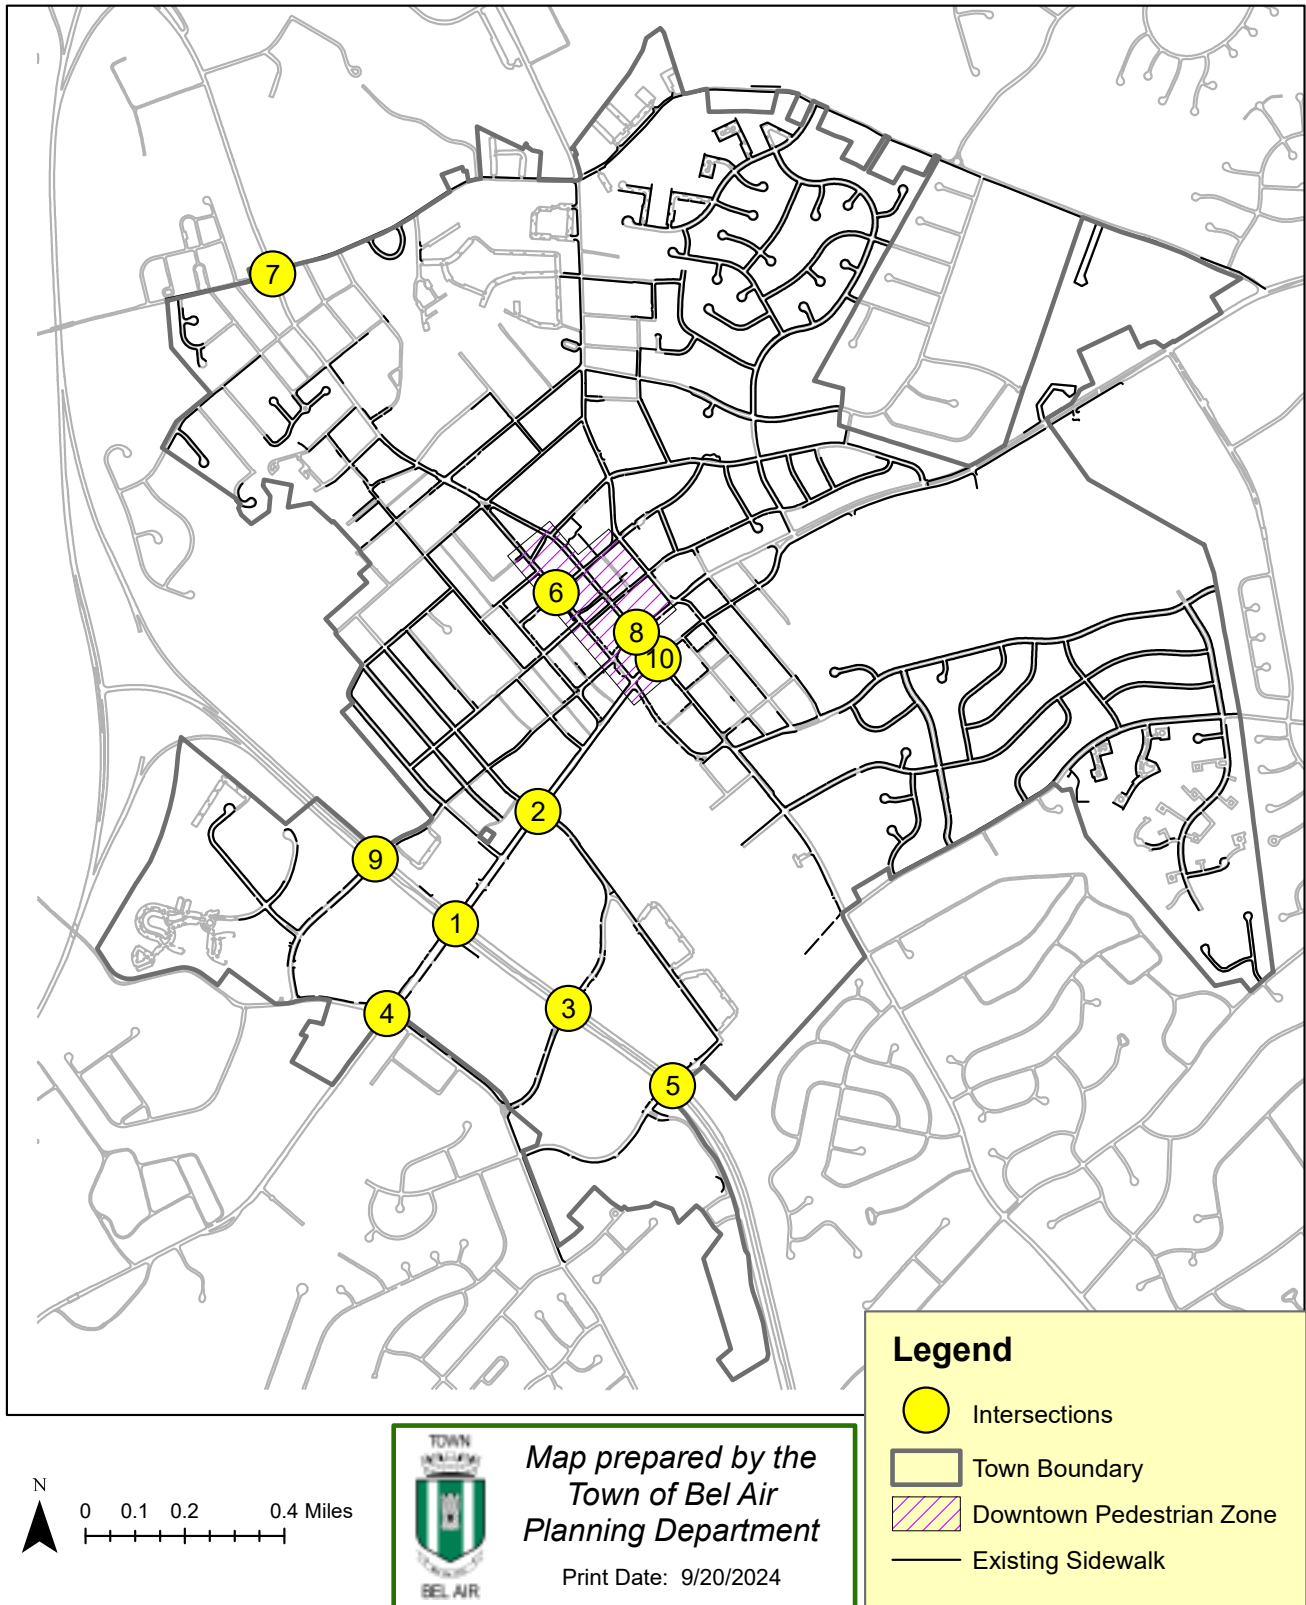 7
6
8
10
2
9
1
4
3
5
Legend
Intersections
Town Boundary
Downtown Pedestrian Zone
Existing Sidewalk
N
0 0.1 0.2 0.4 Miles
TOWN
BEL AIR
Map prepared by the
Town of Bel Air
Planning Department
Print Date: 9/20/2024